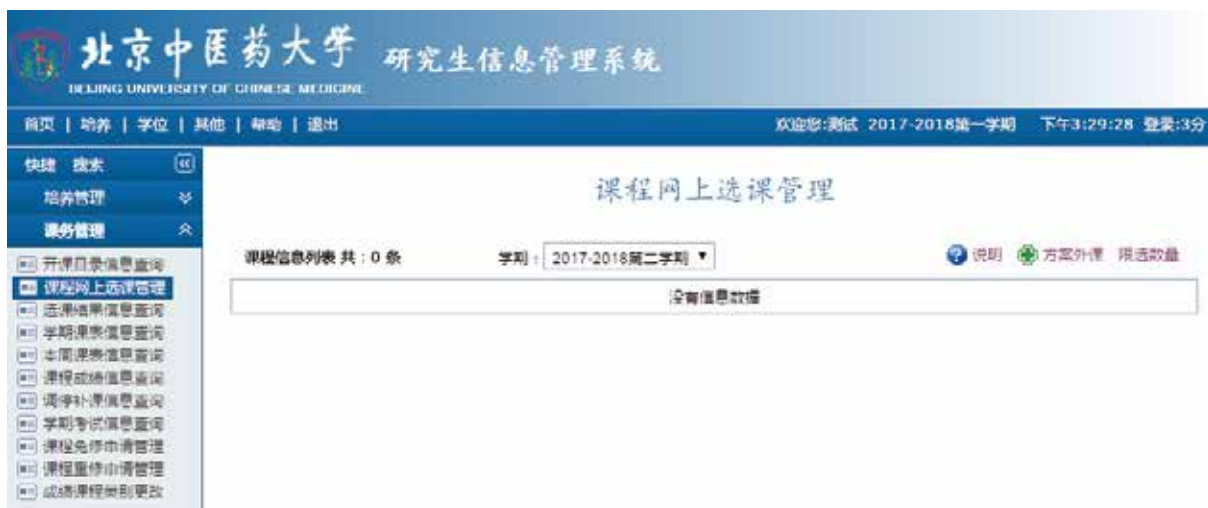 北京中医药大学 研究生信息管理系统
BEIJING UNIVERSITY OF CHINESE MEDICINE
首页 | 培养 | 学位 | 其他 | 帮助 | 退出 欢迎您:测试 2017-2018第一学期 下午3:29:28 登录:3分
快捷 搜索
培养管理
课务管理
开课目录信息查询
课程网上选课管理
选课结果信息查询
学期课表信息查询
本周课表信息查询
课程成绩信息查询
调停补课信息查询
学期考试信息查询
课程免修申请管理
课程重修申请管理
成绩课程类别更改
课程网上选课管理
课程信息列表 共 : 0 条 学期 : 2017-2018第二学期 说明 方案外课 限选数量
没有信息数据